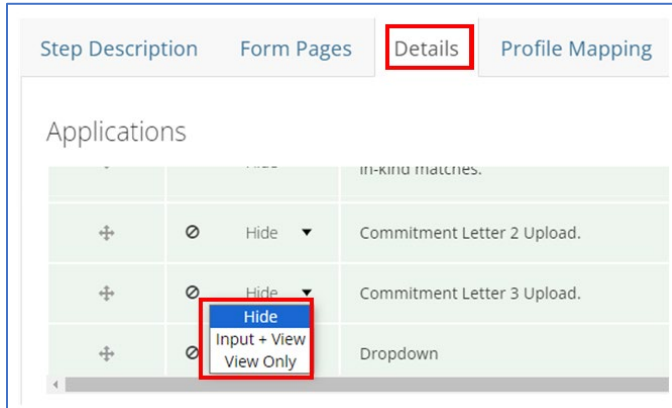 Step Description Form Pages Details Profile Mapping
Applications
in-kind matches.
Hide Commitment Letter 2 Upload.
Hide Commitment Letter 3 Upload.
Hide
Input + View
View Only
Dropdown